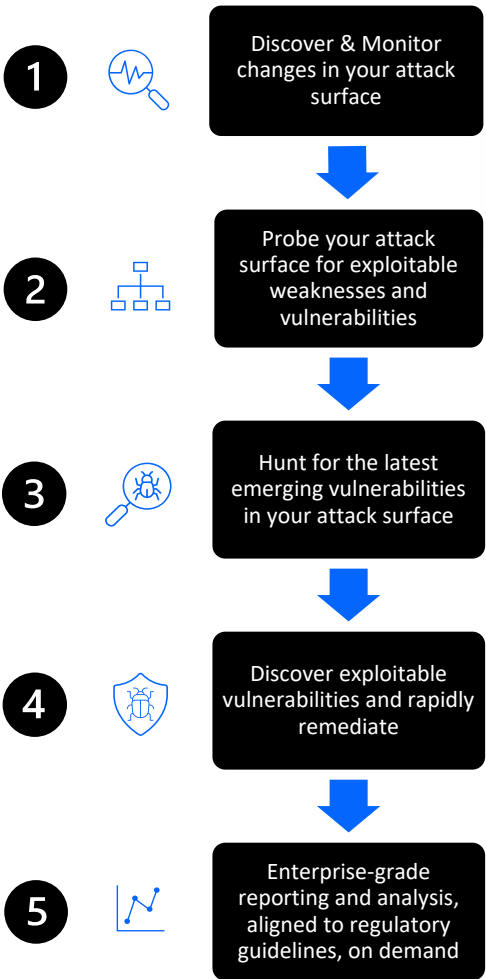 1
Discover & Monitor
changes in your attack
surface
2
Probe your attack
surface for exploitable
weaknesses and
vulnerabilities
3
Hunt for the latest
emerging vulnerabilities
in your attack surface
4
Discover exploitable
vulnerabilities and rapidly
remediate
5
Enterprise-grade
reporting and analysis,
aligned to regulatory
guidelines, on demand